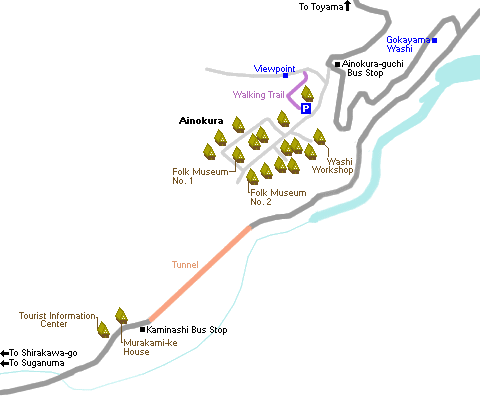 To Toyama
Gokayama
Washi
Ainokura-guchi
Bus Stop
Viewpoint
Walking Trail
P
Ainokura
Folk Museum
No. 1
Washi
Workshop
Folk Museum
No. 2
Tunnel
Tourist Information
Center
Kaminashi Bus Stop
Murakami-ke
House
To Shirakawa-go
To Suganuma